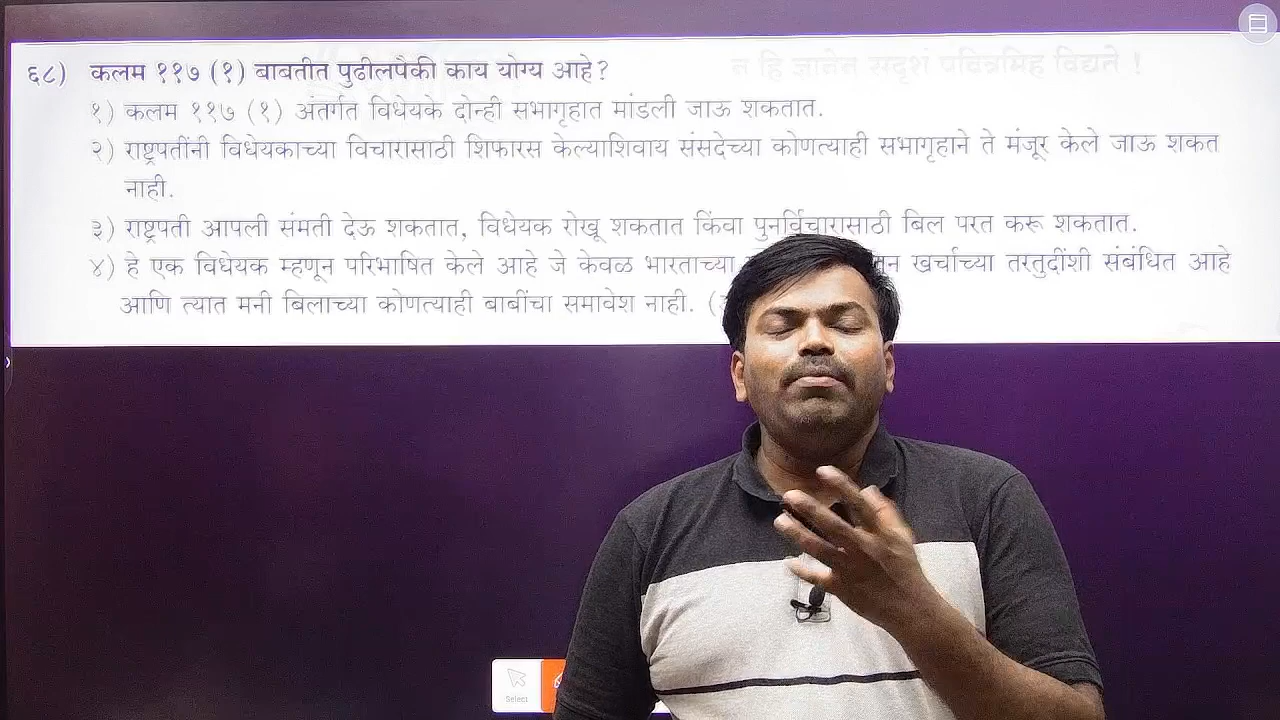 न हि ज्ञानेन सदृशं पवित्रमिह विद्यते !
६८) कलम ११७ (१) बाबतीत पुढीलपैकी काय योग्य आहे?
१) कलम ११७ (१) अंतर्गत विधेयके दोन्ही सभागृहात मांडली जाऊ शकतात.
२) राष्ट्रपतींनी विधेयकाच्या विचारासाठी शिफारस केल्याशिवाय संसदेच्या कोणत्याही सभागृहाने ते मंजूर केले जाऊ शकत
नाही.
३) राष्ट्रपती आपली संमती देऊ शकतात, विधेयक रोखू शकतात किंवा पुनर्विचारासाठी बिल परत करू शकतात.
४) हे एक विधेयक म्हणून परिभाषित केले आहे जे केवळ भारताच्या खर्चाच्या तरतुदींशी संबंधित आहे
आणि त्यात मनी बिलाच्या कोणत्याही बाबींचा समावेश नाही. (
Select